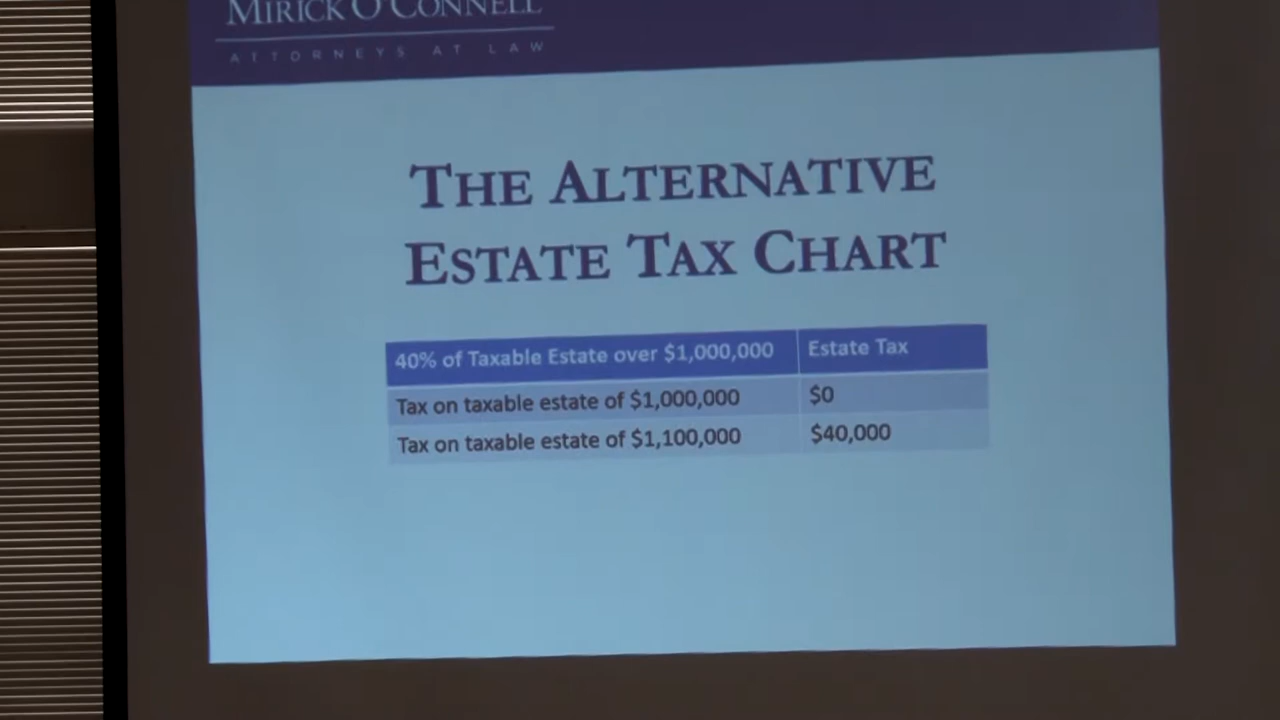 MIRICK O'CONNELL
ATTORNEYS AT LAW
THE ALTERNATIVE
ESTATE TAX CHART
40% of Taxable Estate over $1,000,000 Estate Tax
Tax on taxable estate of $1,000,000 $0
Tax on taxable estate of $1,100,000 $40,000